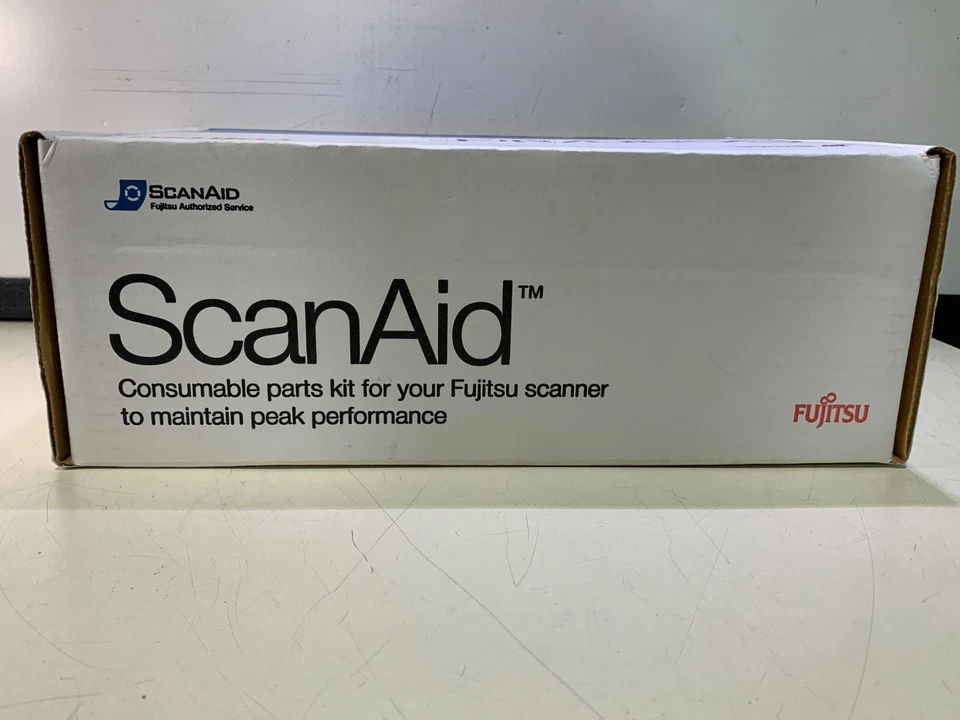 SCANAID
Fujitsu Authorized Service
ScanAid™
Consumable parts kit for your Fujitsu scanner
to maintain peak performance
FUJITSU